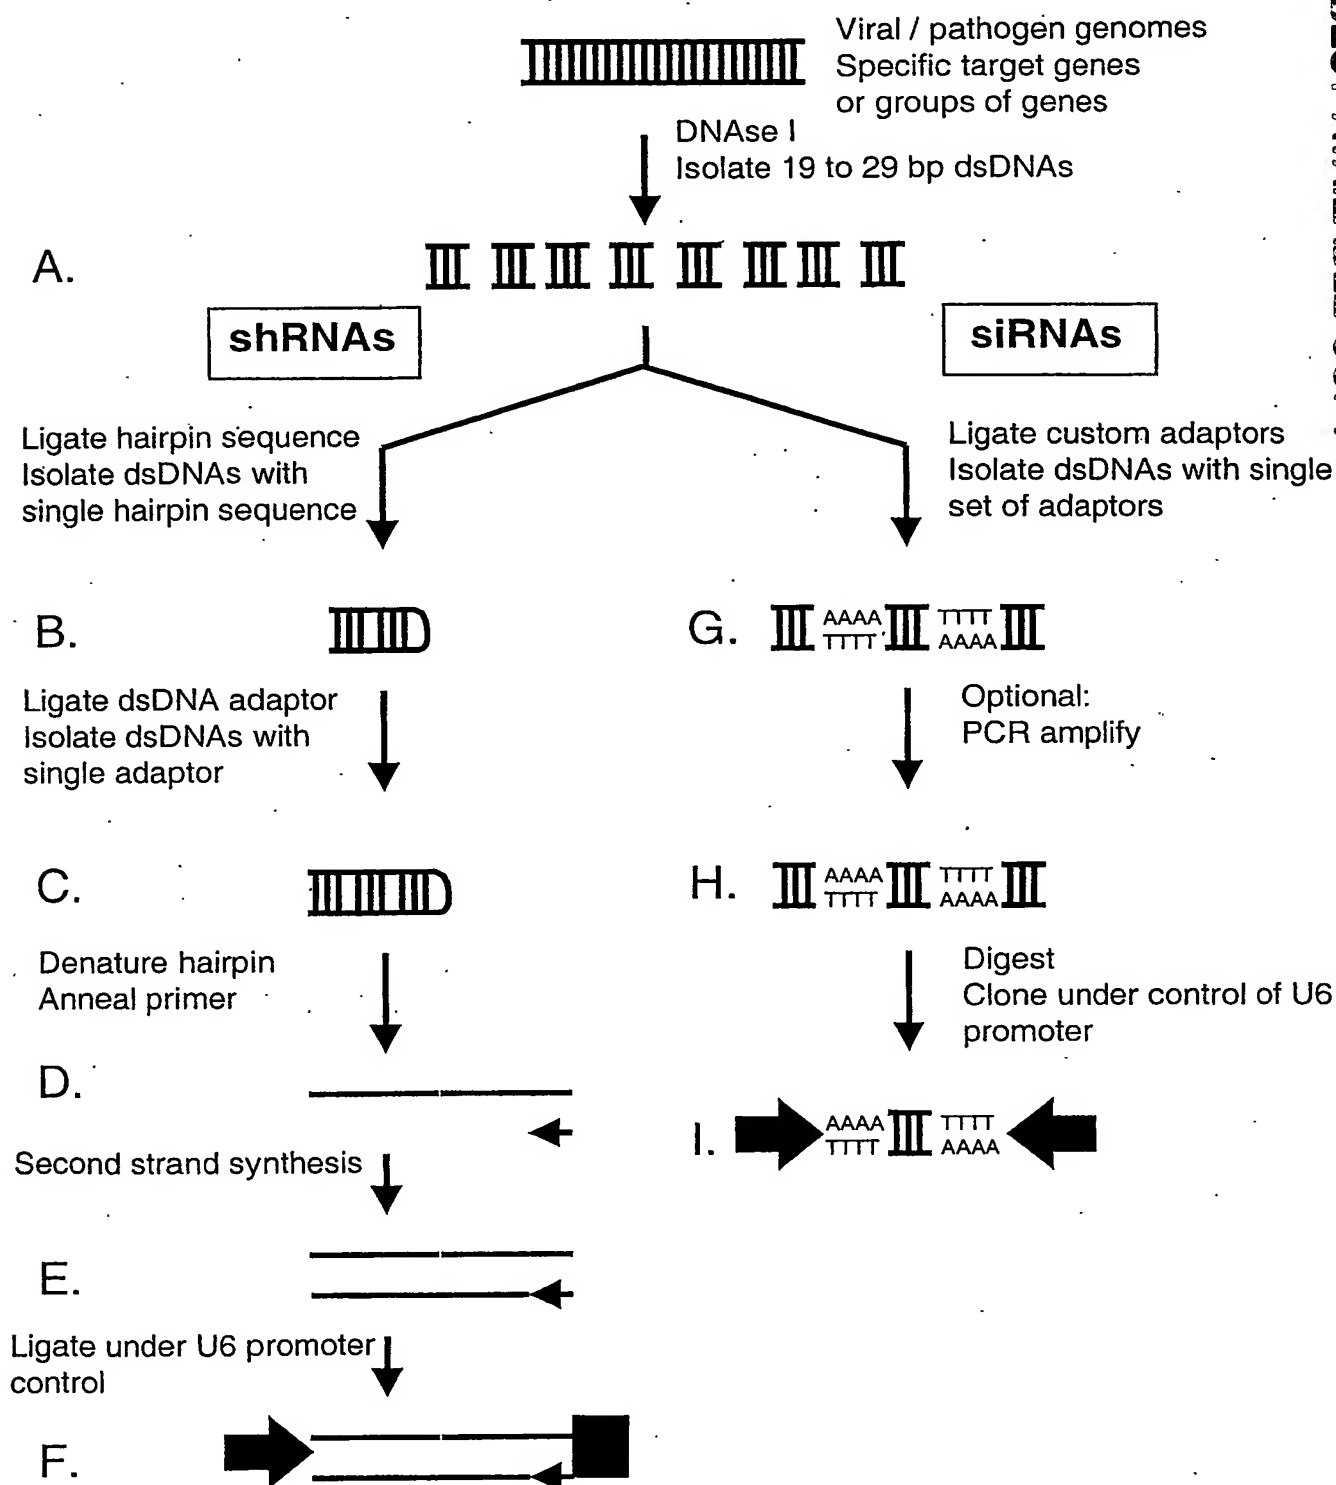 Viral / pathogen genomes
Specific target genes
or groups of genes
DNAse I
Isolate 19 to 29 bp dsDNAs
A.
shRNAs
siRNAs
Ligate hairpin sequence
Isolate dsDNAs with
single hairpin sequence
Ligate custom adaptors
Isolate dsDNAs with single
set of adaptors
B.
Ligate dsDNA adaptor
Isolate dsDNAs with
single adaptor
C.
Denature hairpin
Anneal primer
D.
Second strand synthesis
E.
Ligate under U6 promoter
control
F.
G.
AAAA TTTT
TTTT AAAA
Optional:
PCR amplify
H.
AAAA TTTT
TTTT AAAA
Digest
Clone under control of U6
promoter
I.
AAAA TTTT
TTTT AAAA